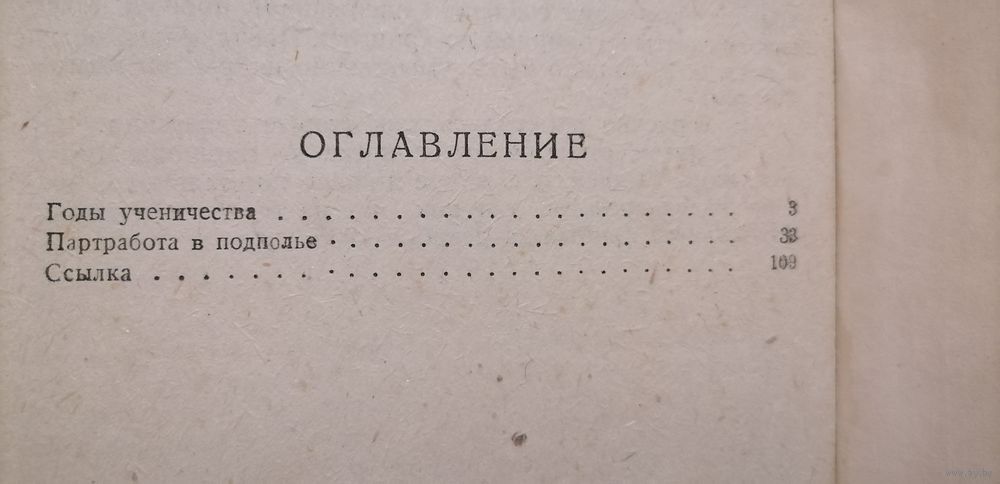 ОГЛАВЛЕНИЕ
Годы ученичества . . . . . . . . . . . . . . . . . . . 3
Партработа в подполье . . . . . . . . . . . . . . . . . 33
Ссылка . . . . . . . . . . . . . . . . . . . . . . . . 109